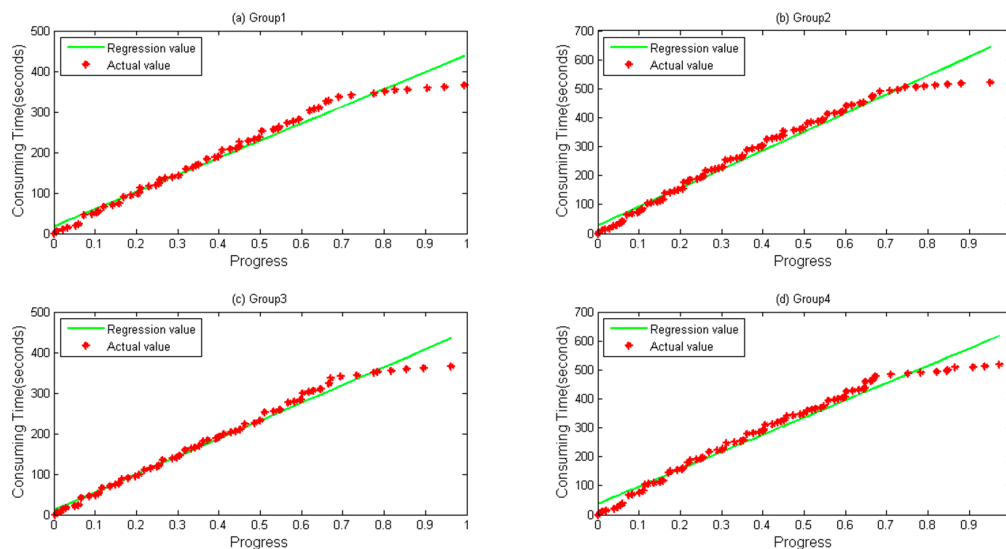 (a) Group1
500
400
300
200
100
0
Consuming Time(seconds)
Regression value
Actual value
0 0.1 0.2 0.3 0.4 0.5 0.6 0.7 0.8 0.9 1
Progress
(b) Group2
700
600
500
400
300
200
100
0
Consuming Time(seconds)
Regression value
Actual value
0 0.1 0.2 0.3 0.4 0.5 0.6 0.7 0.8 0.9
Progress
(c) Group3
500
400
300
200
100
0
Consuming Time(seconds)
Regression value
Actual value
0 0.1 0.2 0.3 0.4 0.5 0.6 0.7 0.8 0.9 1
Progress
(d) Group4
700
600
500
400
300
200
100
0
Consuming Time(seconds)
Regression value
Actual value
0 0.1 0.2 0.3 0.4 0.5 0.6 0.7 0.8 0.9
Progress